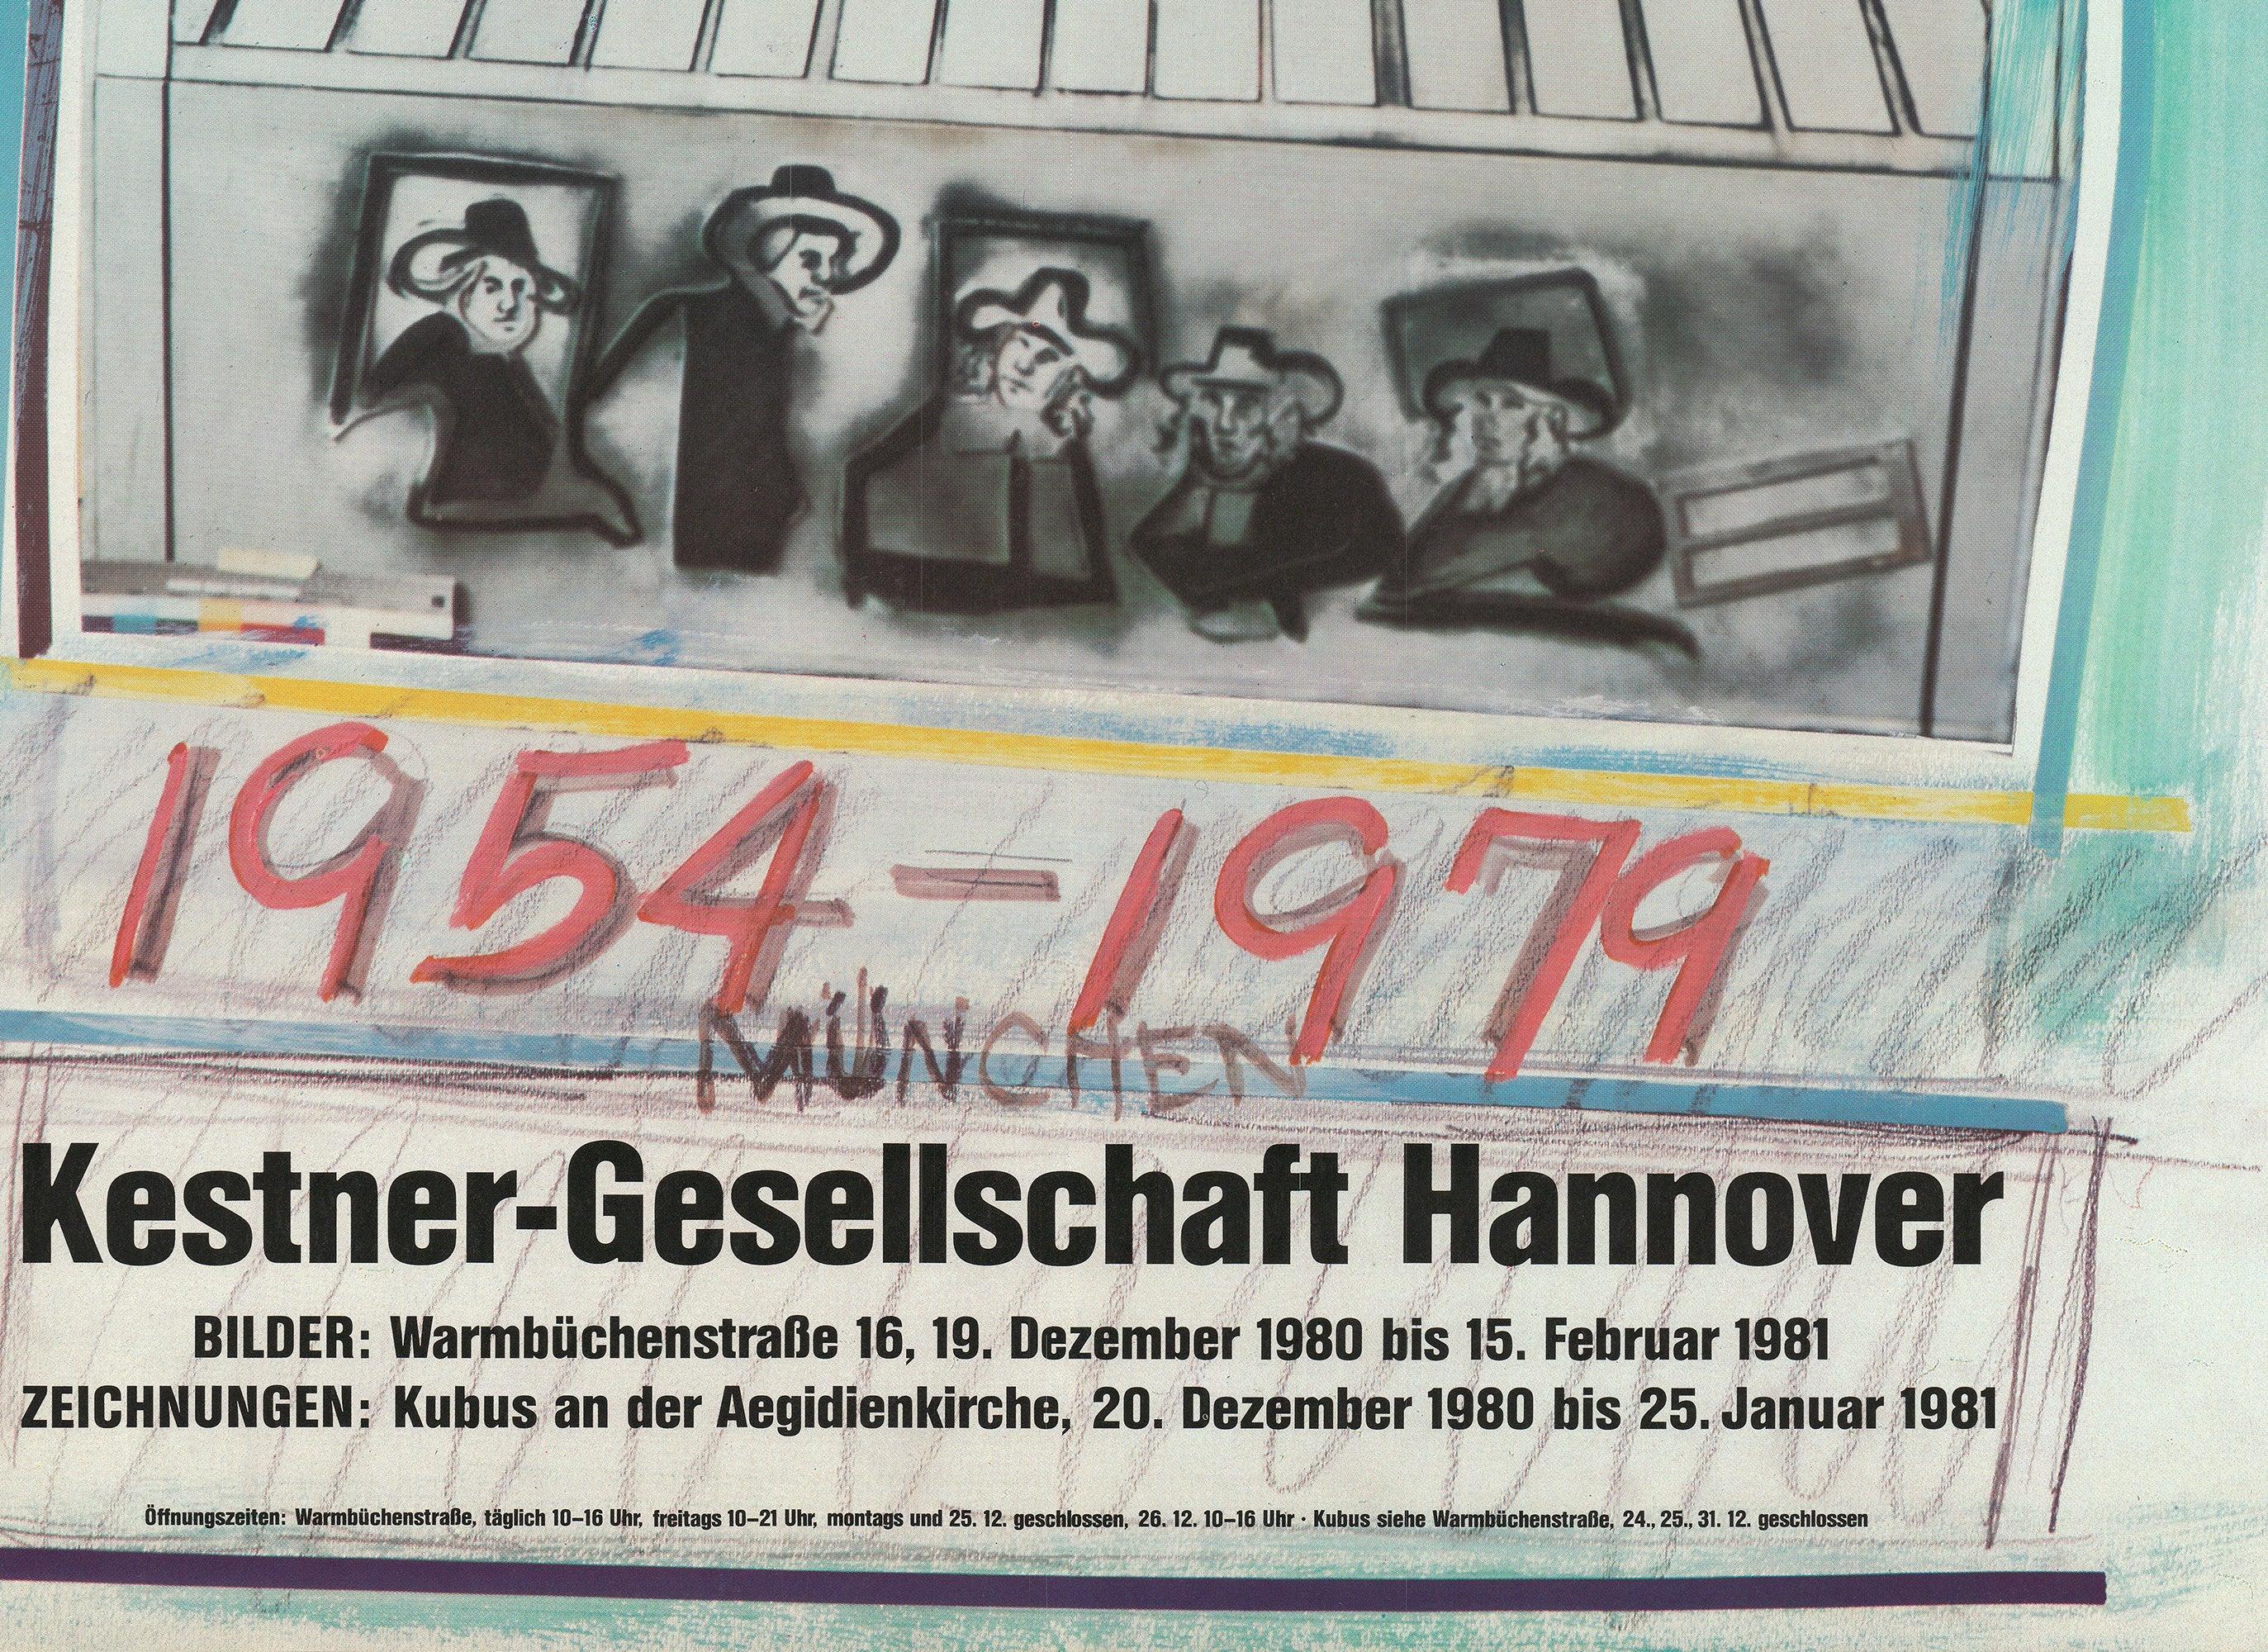 1954-1979
MÜNCHEN
Kestner-Gesellschaft Hannover
BILDER: Warmbüchenstraße 16, 19. Dezember 1980 bis 15. Februar 1981
ZEICHNUNGEN: Kubus an der Aegidienkirche, 20. Dezember 1980 bis 25. Januar 1981
Öffnungszeiten: Warmbüchenstraße, täglich 10–16 Uhr, freitags 10–21 Uhr, montags und 25. 12. geschlossen, 26. 12. 10–16 Uhr · Kubus siehe Warmbüchenstraße, 24., 25., 31. 12. geschlossen